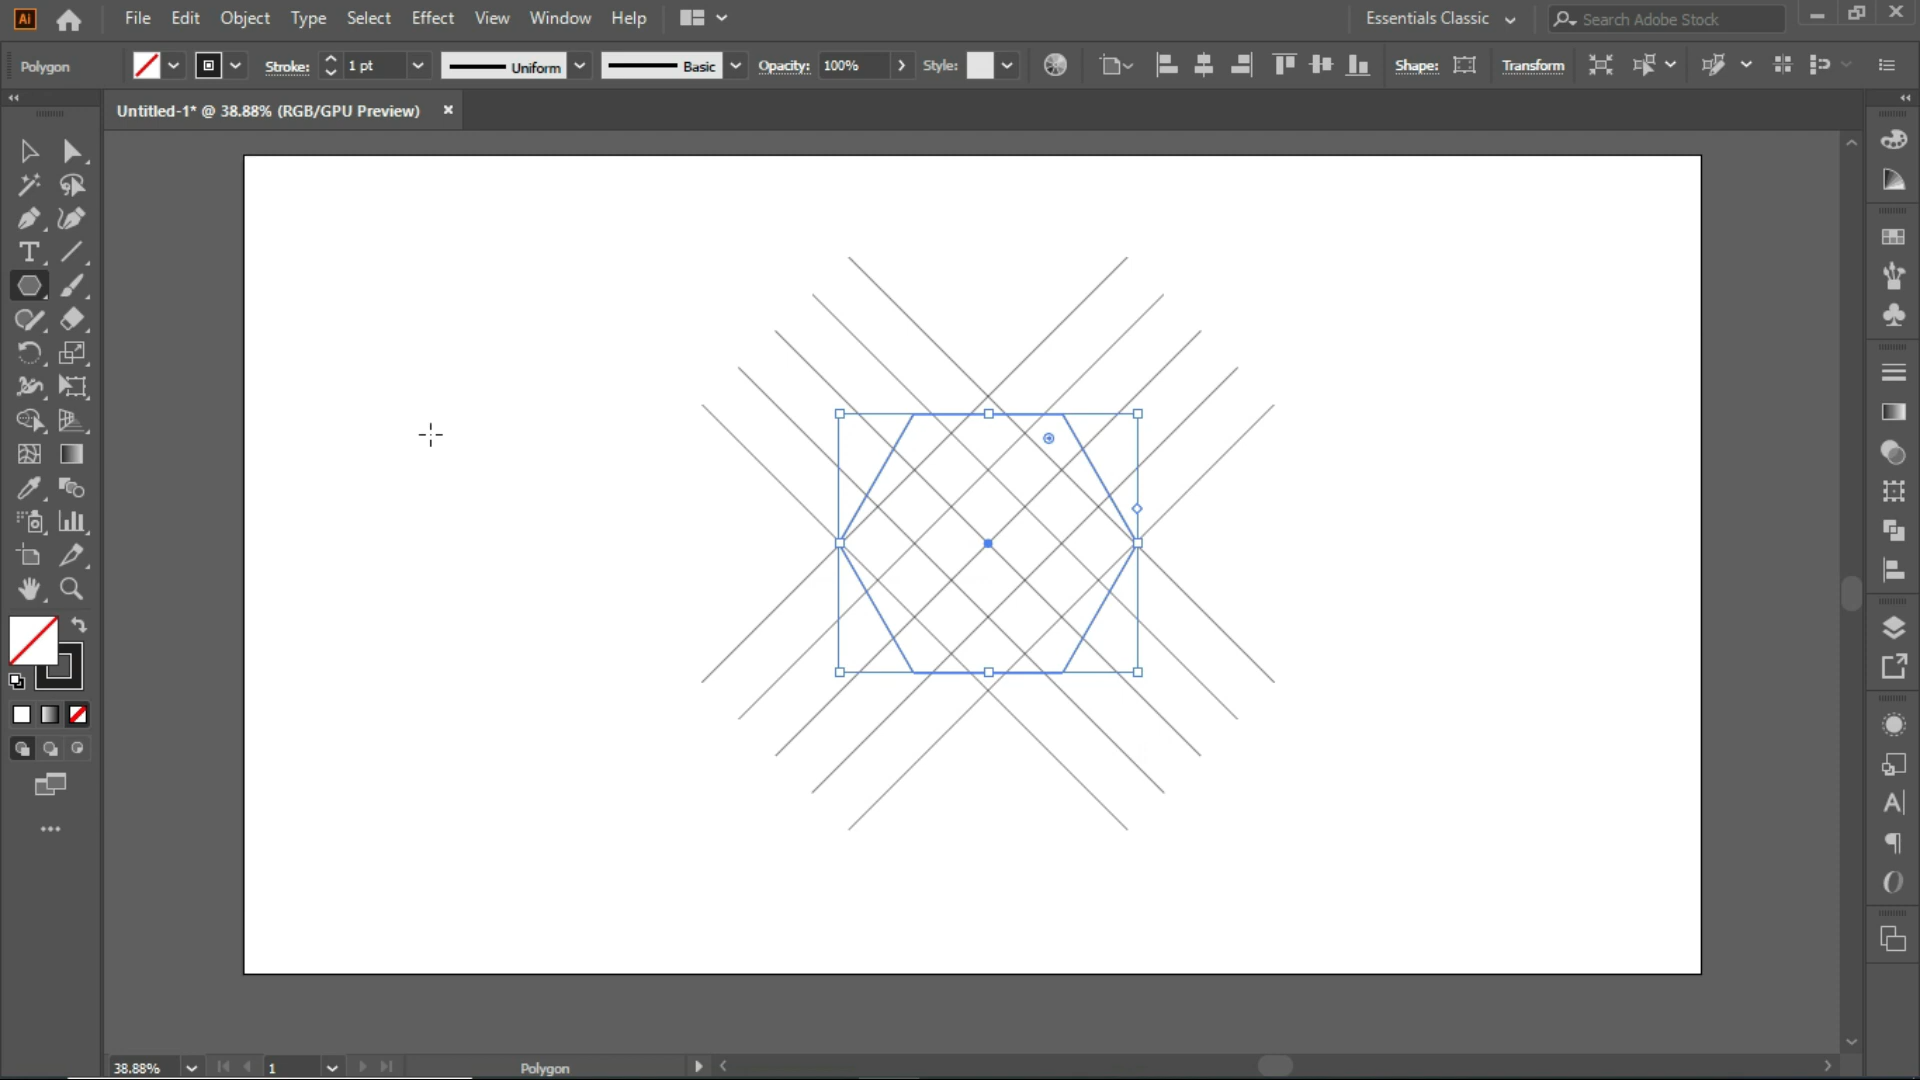 Ai File Edit Object Type Select Effect View Window Help Essentials Classic Search Adobe Stock
Polygon Stroke: 1 pt Uniform Basic Opacity: 100% Style: Shape: Transform
Untitled-1* @ 38.88% (RGB/GPU Preview)
38.88% 1 Polygon